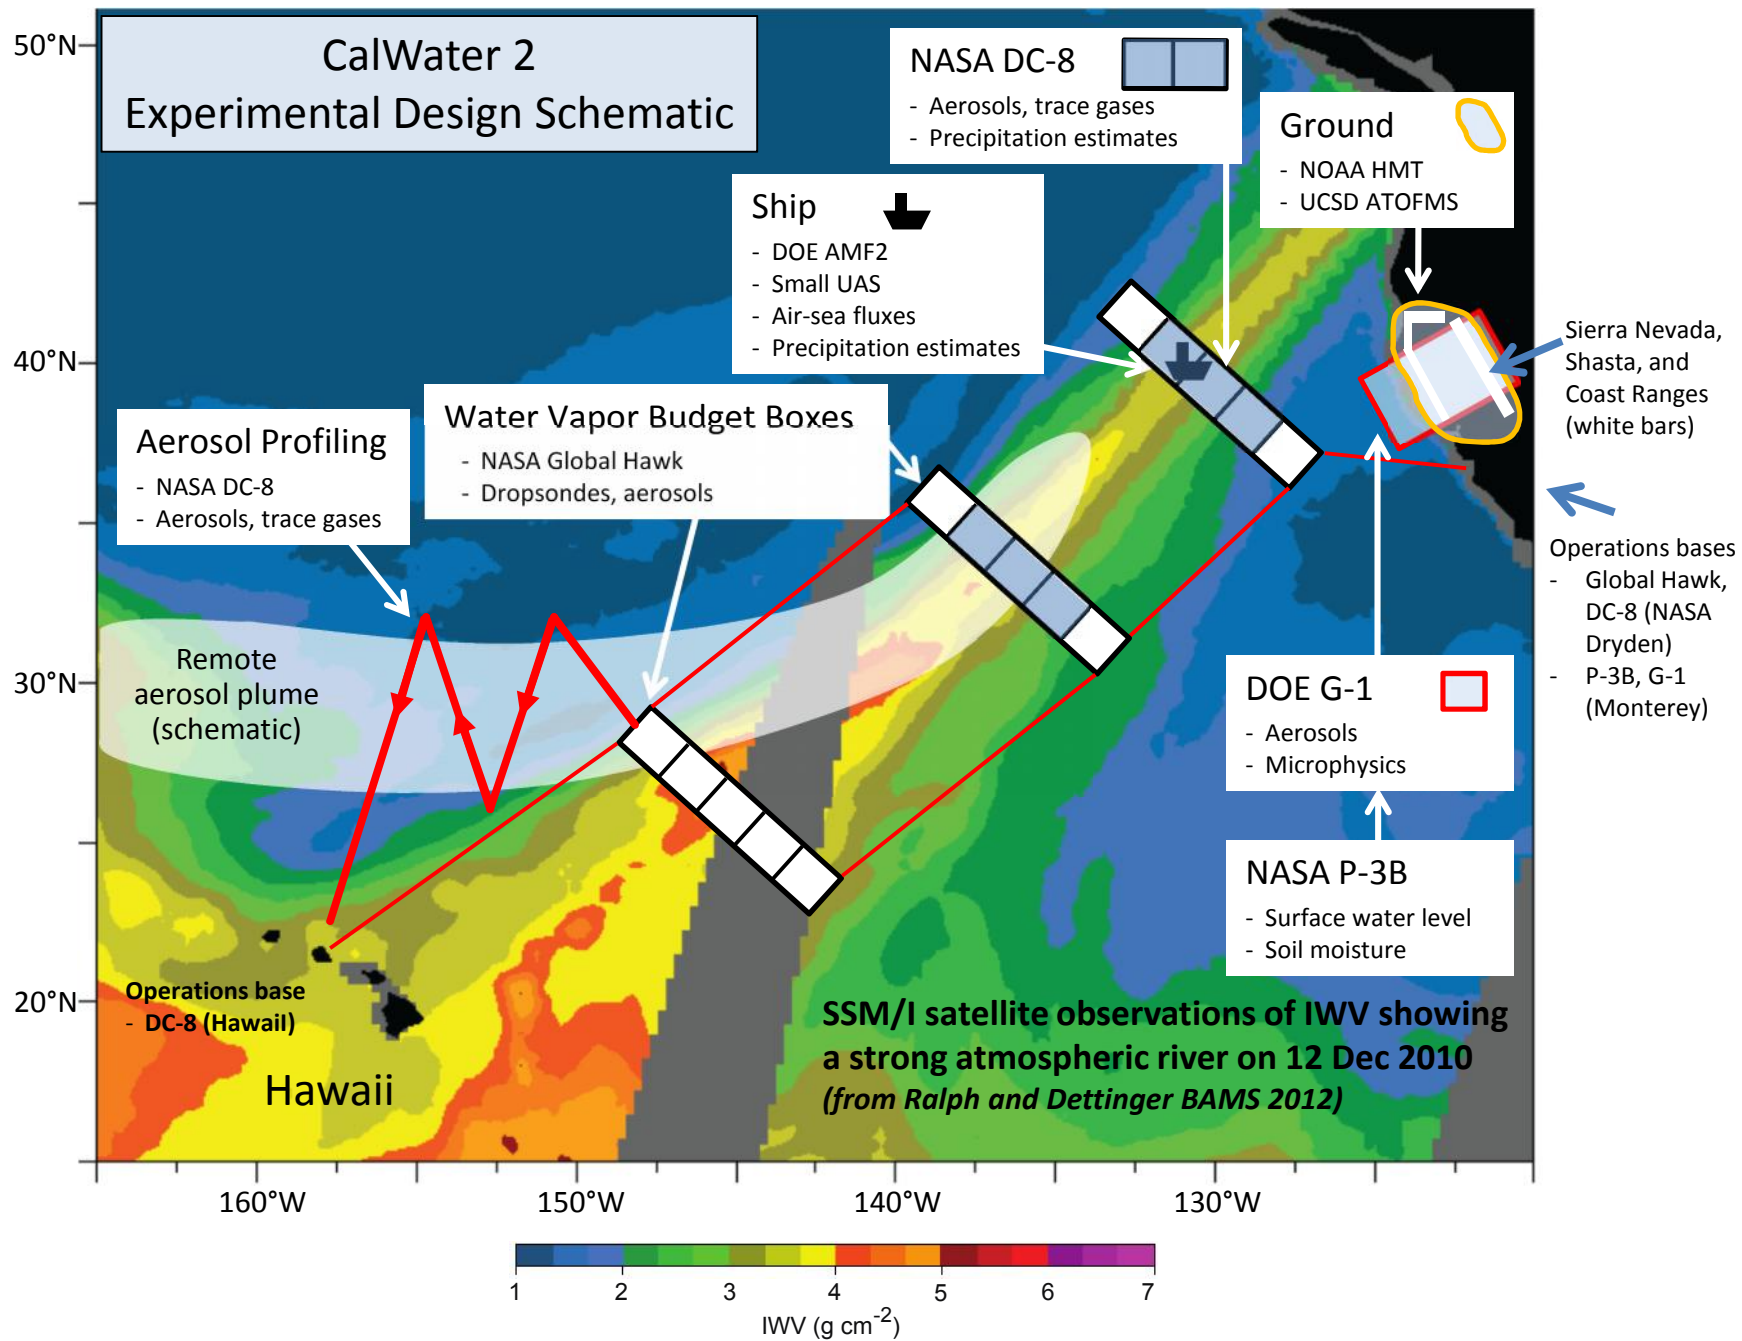 CalWater 2
Experimental Design Schematic
NASA DC-8
- Aerosols, trace gases
- Precipitation estimates
Ground
- NOAA HMT
- UCSD ATOFMS
Ship
- DOE AMF2
- Small UAS
- Air-sea fluxes
- Precipitation estimates
Sierra Nevada,
Shasta, and
Coast Ranges
(white bars)
Water Vapor Budget Boxes
- NASA Global Hawk
- Dropsondes, aerosols
Aerosol Profiling
- NASA DC-8
- Aerosols, trace gases
Operations bases
- Global Hawk,
DC-8 (NASA
Dryden)
- P-3B, G-1
(Monterey)
Remote
aerosol plume
(schematic)
DOE G-1
- Aerosols
- Microphysics
NASA P-3B
- Surface water level
- Soil moisture
Operations base
- DC-8 (Hawaii)
Hawaii
SSM/I satellite observations of IWV showing
a strong atmospheric river on 12 Dec 2010
(from Ralph and Dettinger BAMS 2012)
50°N
40°N
30°N
20°N
160°W 150°W 140°W 130°W
1 2 3 4 5 6 7
IWV (g cm-2)